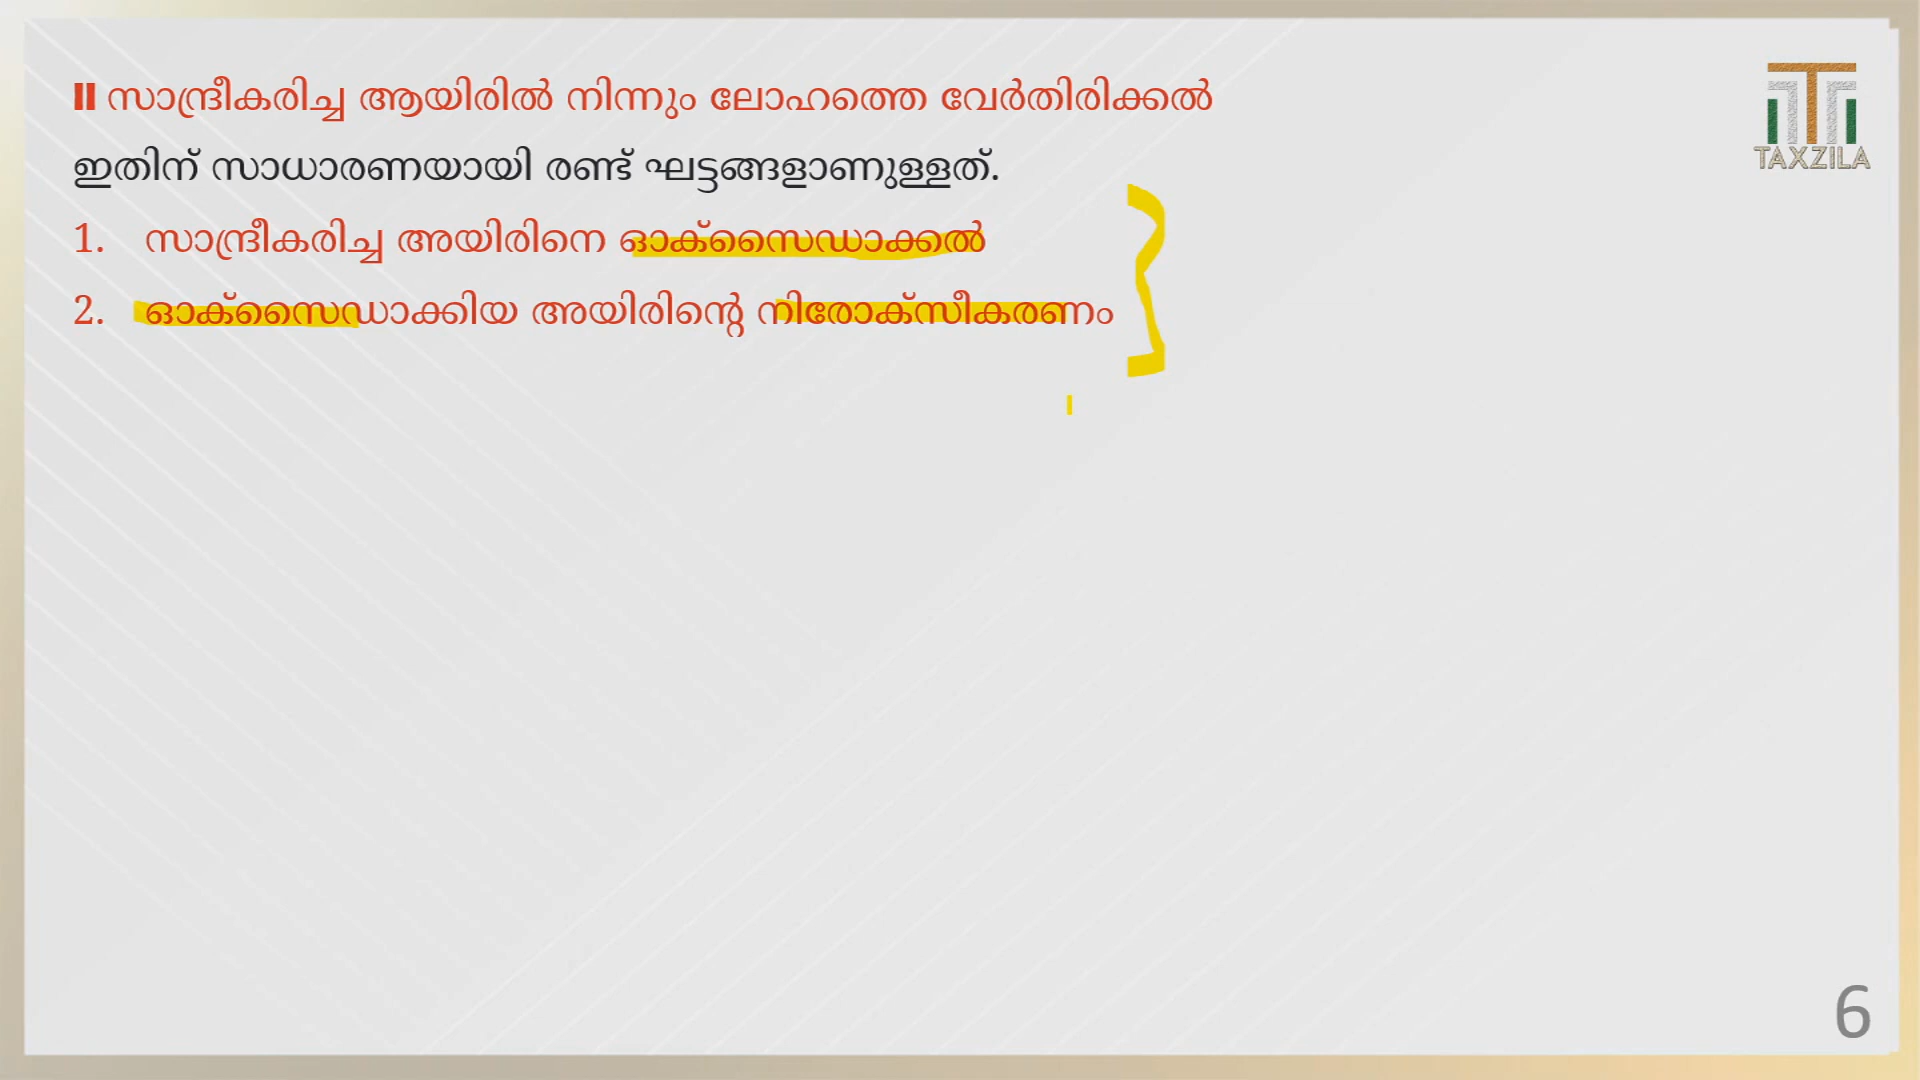 II സാന്ദ്രീകരിച്ച ആയിരിൽ നിന്നും ലോഹത്തെ വേർതിരിക്കൽ
ഇതിന് സാധാരണയായി രണ്ട് ഘട്ടങ്ങളാണുള്ളത്.
1. സാന്ദ്രീകരിച്ച അയിരിനെ ഓക്സൈഡാക്കൽ
2. ഓക്സൈഡാക്കിയ അയിരിന്റെ നിരോക്സീകരണം
TAXZILA
6